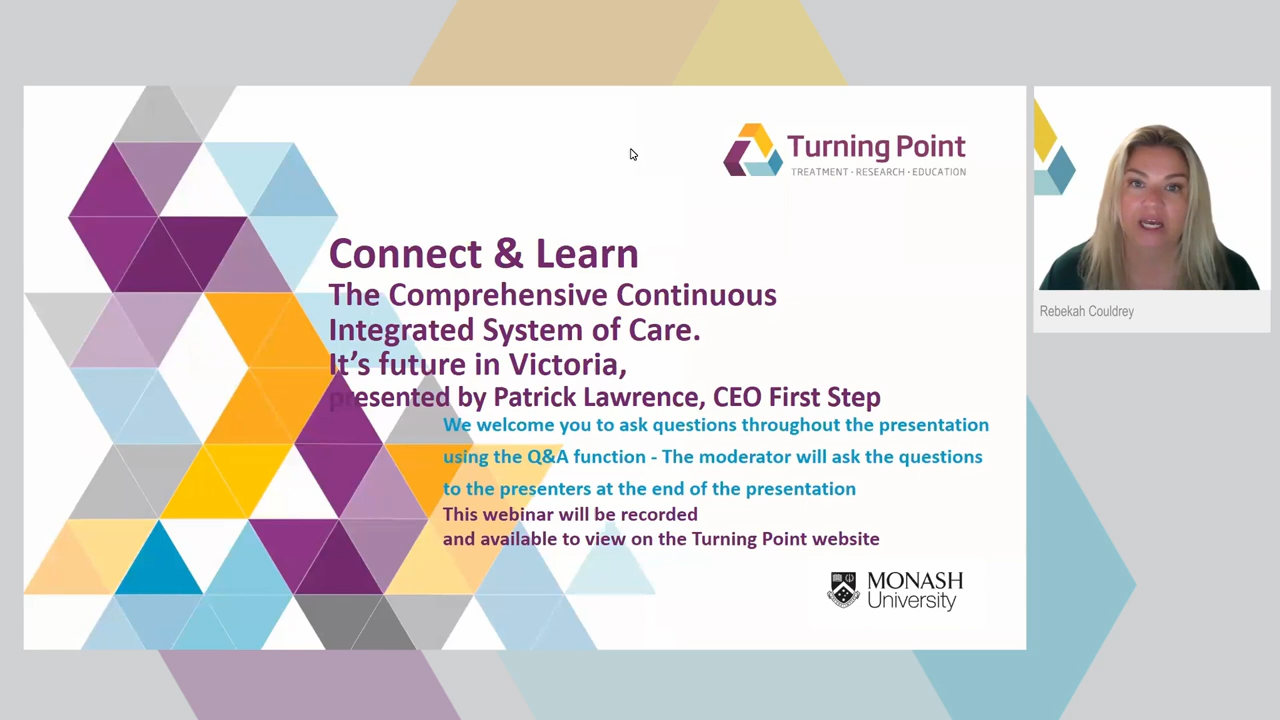 Turning Point
TREATMENT · RESEARCH · EDUCATION
Connect & Learn
The Comprehensive Continuous
Integrated System of Care.
It's future in Victoria,
presented by Patrick Lawrence, CEO First Step
We welcome you to ask questions throughout the presentation
using the Q&A function - The moderator will ask the questions
to the presenters at the end of the presentation
This webinar will be recorded
and available to view on the Turning Point website
MONASH
University
Rebekah Couldrey